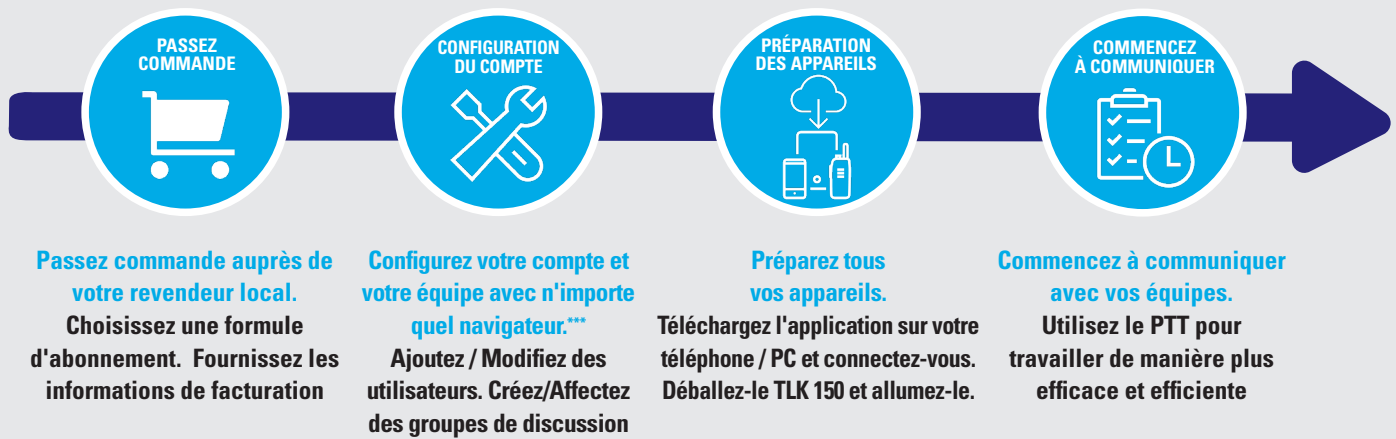 PASSEZ
COMMANDE
CONFIGURATION
DU COMPTE
PRÉPARATION
DES APPAREILS
COMMENCEZ
À COMMUNIQUER
Passez commande auprès de
votre revendeur local.
Choisissez une formule
d'abonnement. Fournissez les
informations de facturation
Configurez votre compte et
votre équipe avec n'importe
quel navigateur.***
Ajoutez / Modifiez des
utilisateurs. Créez/Affectez
des groupes de discussion
Préparez tous
vos appareils.
Téléchargez l'application sur votre
téléphone / PC et connectez-vous.
Déballez-le TLK 150 et allumez-le.
Commencez à communiquer
avec vos équipes.
Utilisez le PTT pour
travailler de manière plus
efficace et efficiente